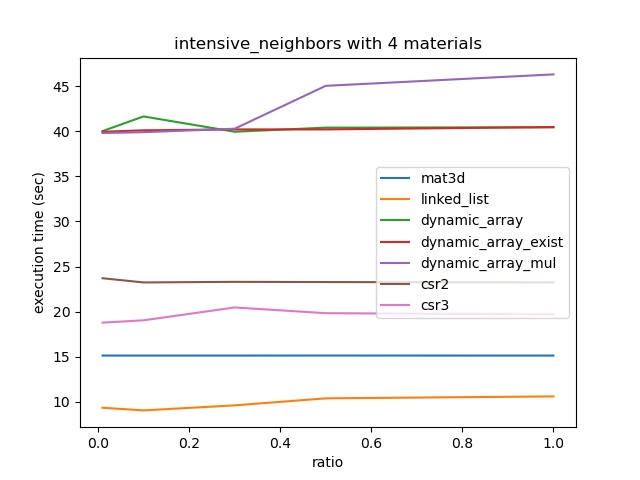 intensive_neighbors with 4 materials
execution time (sec)
45
40
35
30
25
20
15
10
mat3d
linked_list
dynamic_array
dynamic_array_exist
dynamic_array_mul
csr2
csr3
0.0 0.2 0.4 0.6 0.8 1.0
ratio